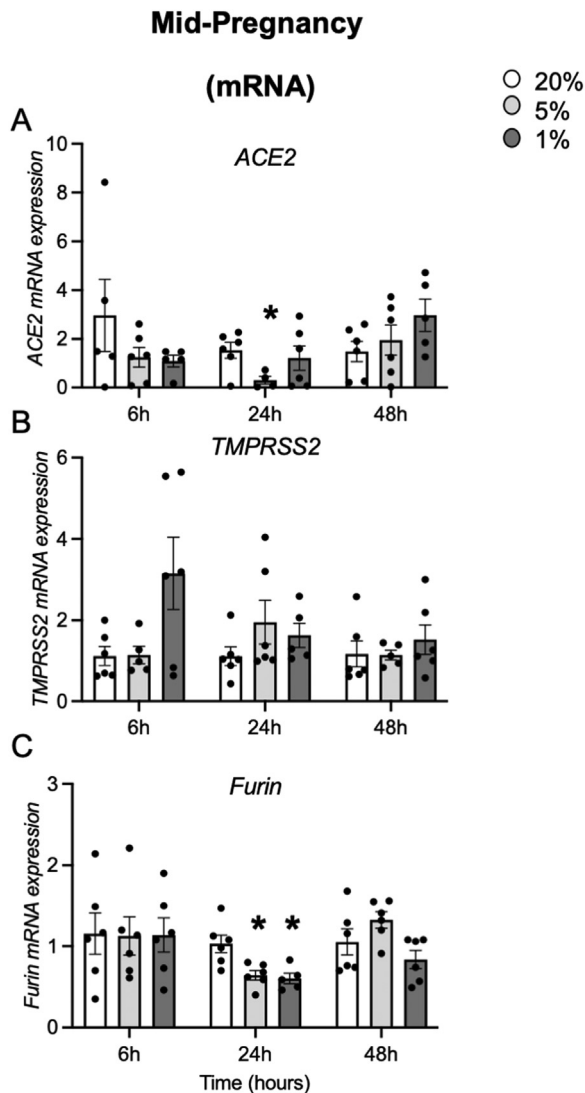 Mid-Pregnancy
(mRNA)
20%
5%
1%
A
ACE2
ACE2 mRNA expression
10
8
6
4
2
0
*
6h
24h
48h
B
TMPRSS2
TMPRSS2 mRNA expression
6
4
2
0
6h
24h
48h
C
Furin
Furin mRNA expression
3
2
1
0
* *
6h
24h
48h
Time (hours)